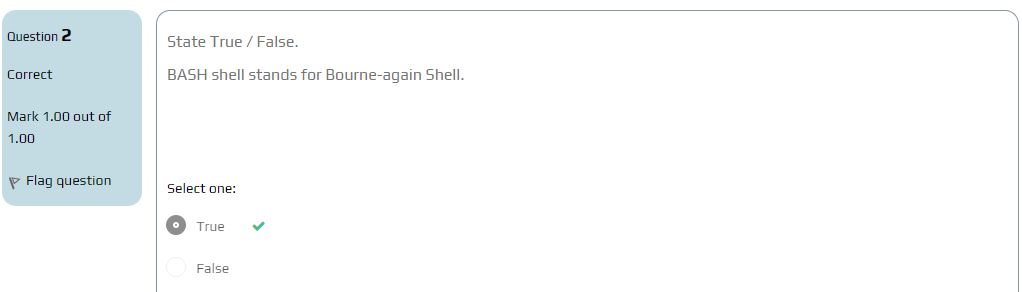 Question 2
Correct
Mark 1.00 out of
1.00
Flag question
State True / False.
BASH shell stands for Bourne-again Shell.
Select one:
True
False